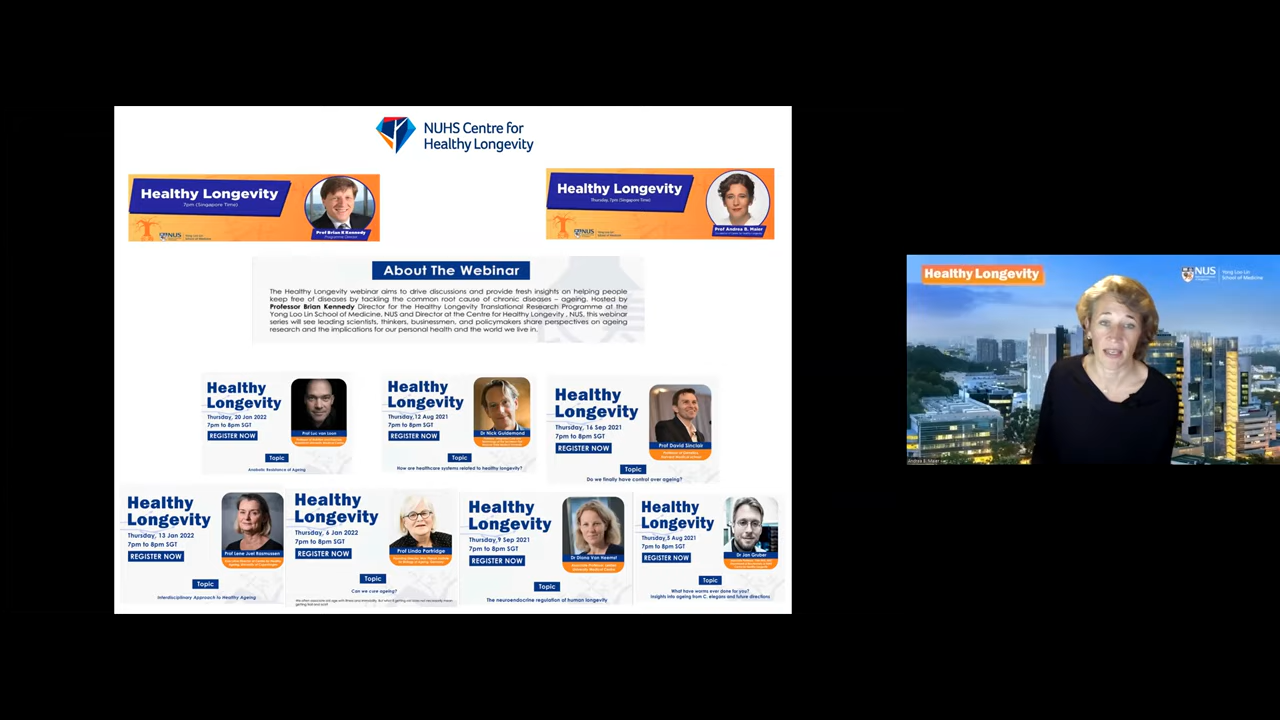 NUHS Centre for
Healthy Longevity
Healthy Longevity
7pm (Singapore Time)
Prof Brian K Kennedy
NUS
Healthy Longevity
Thursday, 7pm (Singapore Time)
Prof Andrea B. Maier
NUS
About The Webinar
The Healthy Longevity webinar aims to drive discussions and provide fresh insights on helping people
keep free of diseases by tackling the common root cause of chronic diseases – ageing. Hosted by
Professor Brian Kennedy Director for the Healthy Longevity Translational Research Programme at the
Yong Loo Lin School of Medicine, NUS and Director at the Centre for Healthy Longevity , NUS, this webinar
series will see leading scientists, thinkers, businessmen, and policymakers share perspectives on ageing
research and the implications for our personal health and the world we live in.
Healthy Longevity
NUS
Yong Loo Lin
School of Medicine
Andrea B. Maier
Healthy
Longevity
Thursday, 20 Jan 2022
7pm to 8pm SGT
REGISTER NOW
Prof Luc van Loon
Topic
Anabolic Resistance of Ageing
Healthy
Longevity
Thursday,12 Aug 2021
7pm to 8pm SGT
REGISTER NOW
Dr Nick Guldemond
Topic
How are healthcare systems related to healthy longevity?
Healthy
Longevity
Thursday, 16 Sep 2021
7pm to 8pm SGT
REGISTER NOW
Prof David Sinclair
Topic
Do we finally have control over ageing?
Healthy
Longevity
Thursday, 13 Jan 2022
7pm to 8pm SGT
REGISTER NOW
Prof Lene Juel Rasmussen
Topic
Interdisciplinary Approach to Healthy Ageing
Healthy
Longevity
Thursday, 6 Jan 2022
7pm to 8pm SGT
REGISTER NOW
Prof Linda Partridge
Topic
Can we cure ageing?
Healthy
Longevity
Thursday,9 Sep 2021
7pm to 8pm SGT
REGISTER NOW
Dr Diana Van Heemst
Topic
The neuroendocrine regulation of human longevity
Healthy
Longevity
Thursday,5 Aug 2021
7pm to 8pm SGT
REGISTER NOW
Dr Jan Gruber
Topic
What have worms ever done for you?
Insights into ageing from C. elegans and future directions